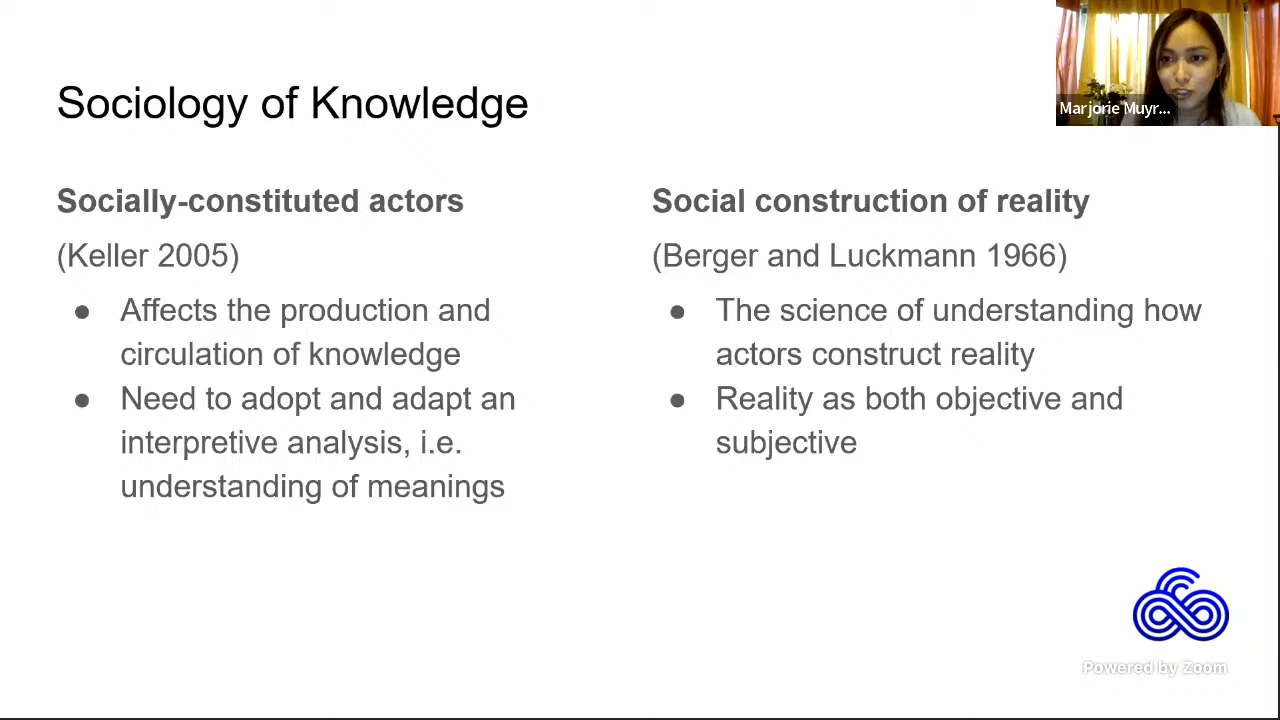 Sociology of Knowledge
Marjorie Muyr...
Socially-constituted actors
(Keller 2005)
● Affects the production and
circulation of knowledge
● Need to adopt and adapt an
interpretive analysis, i.e.
understanding of meanings
Social construction of reality
(Berger and Luckmann 1966)
● The science of understanding how
actors construct reality
● Reality as both objective and
subjective
Powered by Zoom